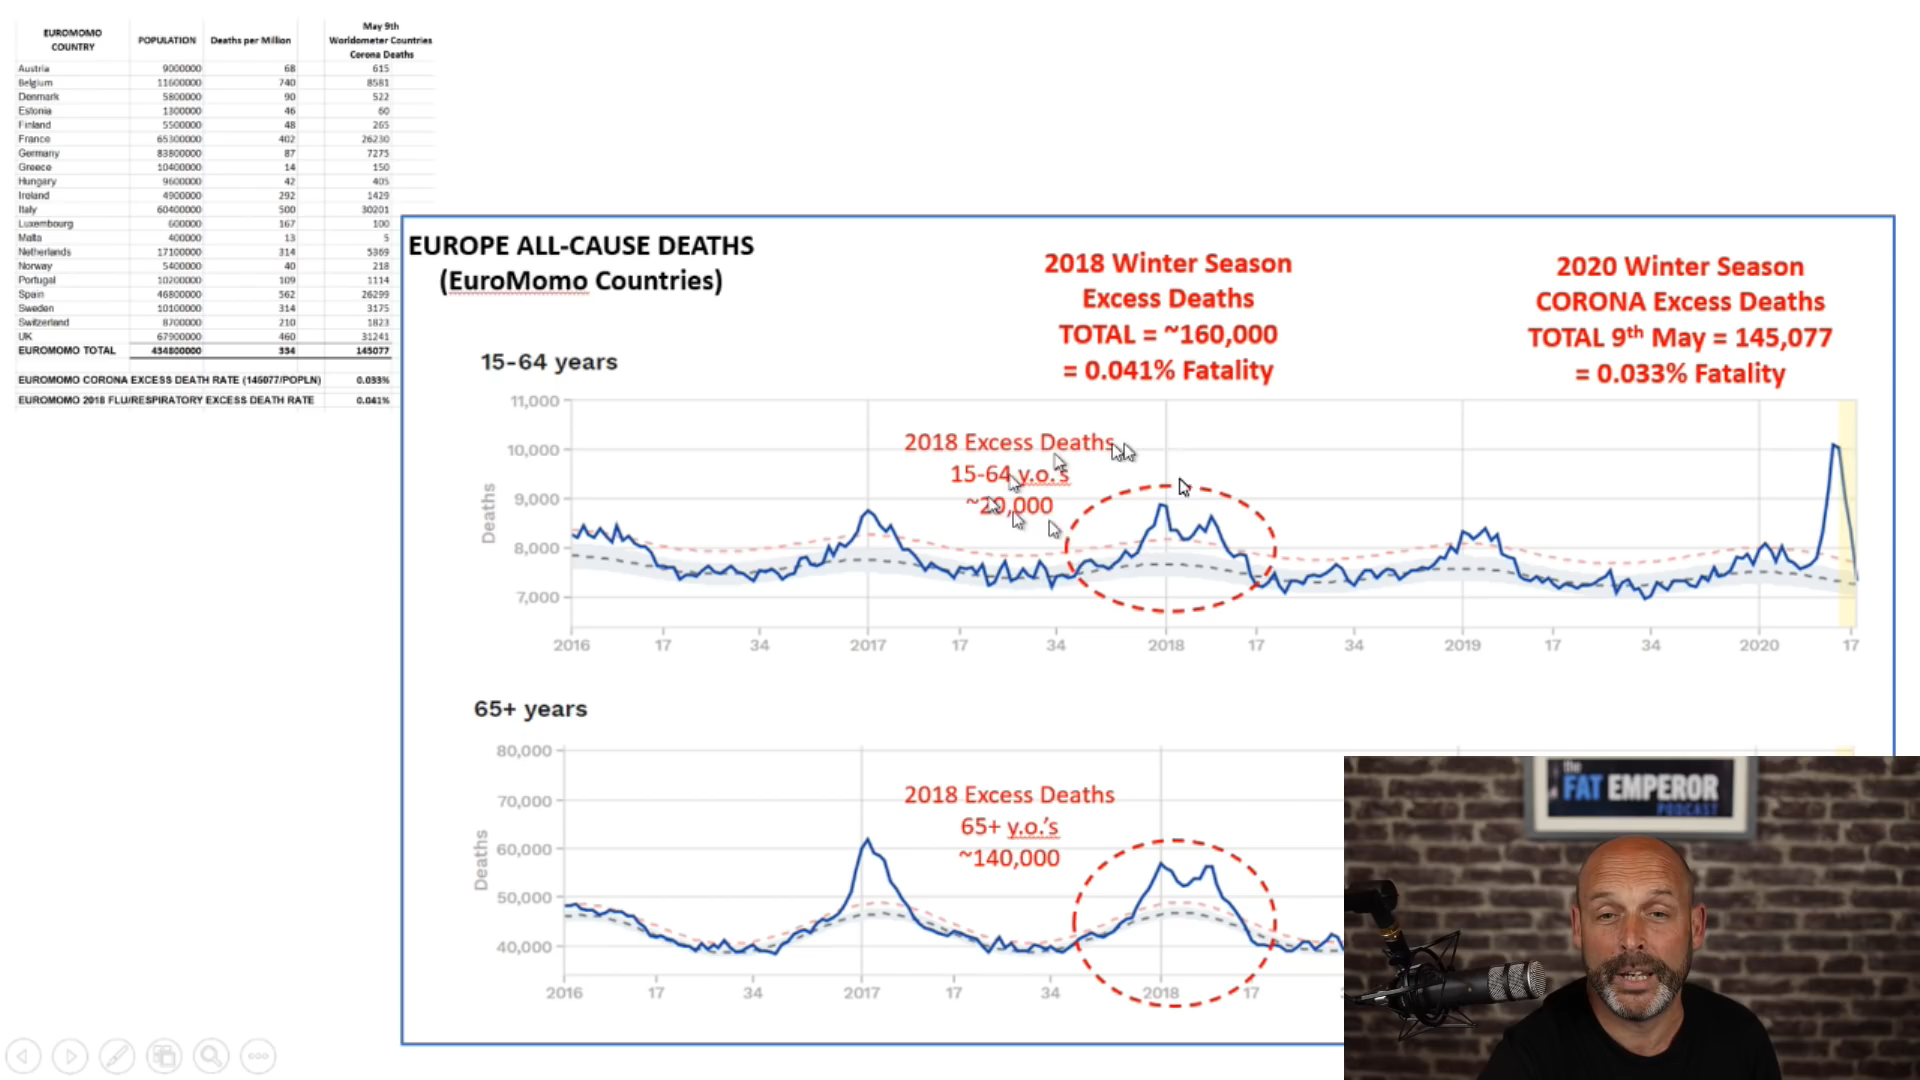 EUROMOMO
COUNTRY
POPULATION
Deaths per Million
May 9th
Worldometer Countries
Corona Deaths
Austria 9000000 68 615
Belgium 11600000 740 8581
Denmark 5800000 90 522
Estonia 1300000 46 60
Finland 5500000 48 265
France 65300000 402 26230
Germany 83800000 87 7275
Greece 10400000 14 150
Hungary 9600000 42 405
Ireland 4900000 292 1429
Italy 60400000 500 30201
Luxembourg 600000 167 100
Malta 400000 13 5
Netherlands 17100000 314 5369
Norway 5400000 40 218
Portugal 10200000 109 1114
Spain 46800000 562 26299
Sweden 10100000 314 3175
Switzerland 8700000 210 1823
UK 67900000 460 31241
EUROMOMO TOTAL 434800000 334 145077
EUROMOMO CORONA EXCESS DEATH RATE (145077/POPLN) 0.033%
EUROMOMO 2018 FLU/RESPIRATORY EXCESS DEATH RATE 0.041%
EUROPE ALL-CAUSE DEATHS
(EuroMomo Countries)
2018 Winter Season
Excess Deaths
TOTAL = ~160,000
= 0.041% Fatality
2020 Winter Season
CORONA Excess Deaths
TOTAL 9th May = 145,077
= 0.033% Fatality
15-64 years
11,000
10,000
9,000
8,000
7,000
Deaths
2018 Excess Deaths
15-64 y.o.'s
~20,000
2016 17 34 2017 17 34 2018 17 34 2019 17 34 2020 17
65+ years
80,000
70,000
60,000
50,000
40,000
Deaths
2018 Excess Deaths
65+ y.o.'s
~140,000
2016 17 34 2017 17 34 2018 17
the
FAT EMPEROR
PODCAST